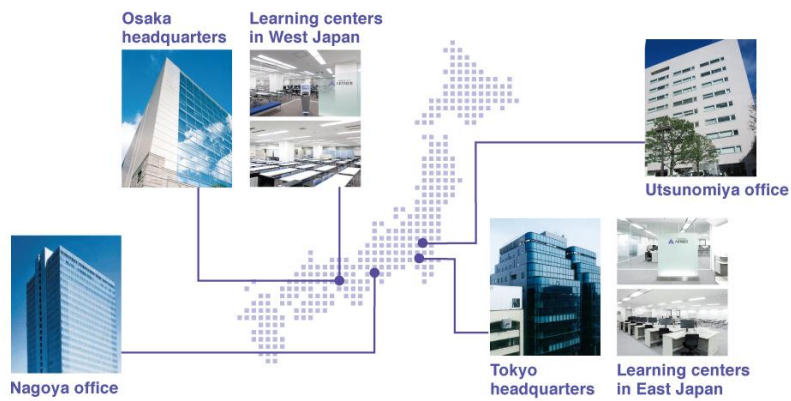 Osaka
headquarters
Learning centers
in West Japan
Utsunomiya office
Nagoya office
Tokyo
headquarters
Learning centers
in East Japan